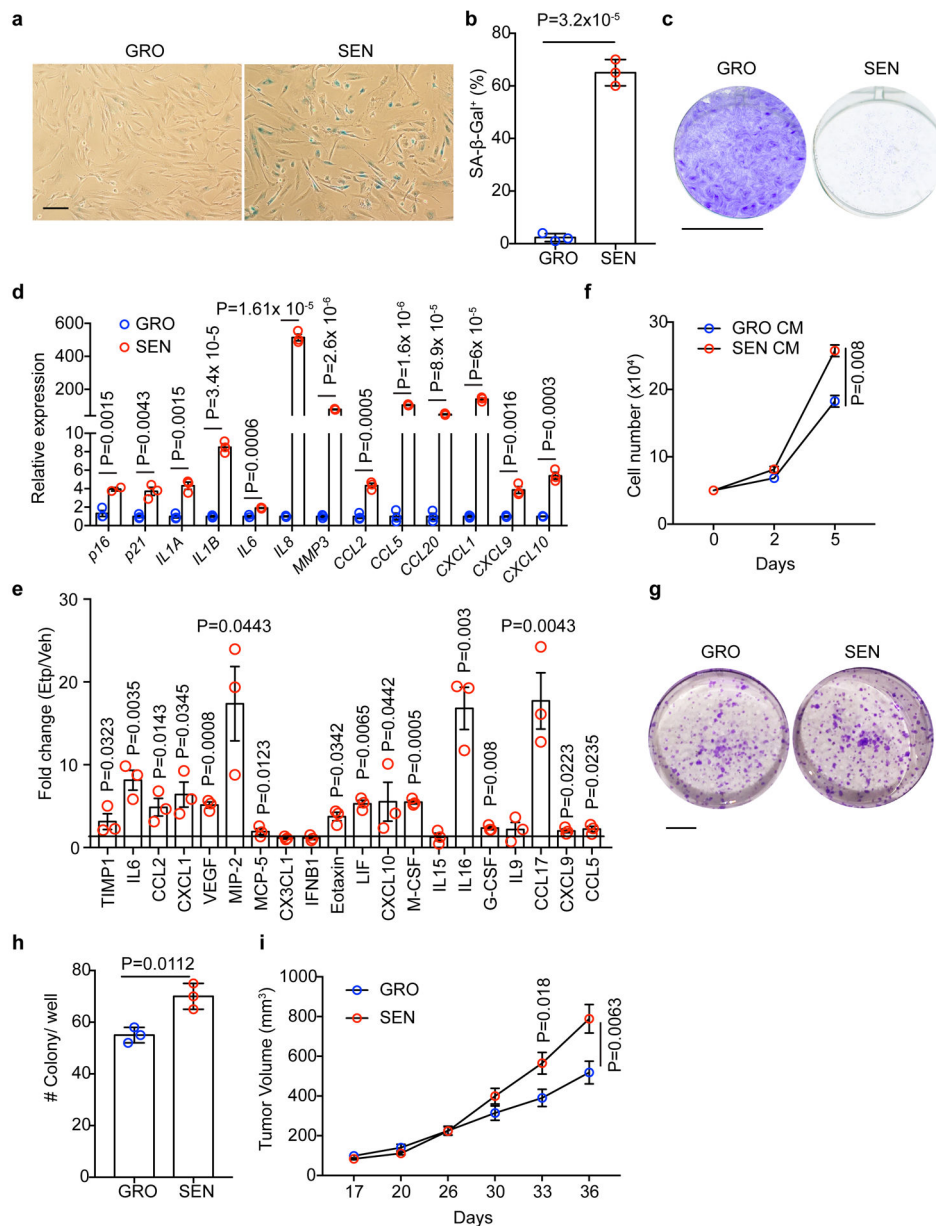 a
GRO
SEN
b
P=3.2x10-5
SA-β-Gal+ (%)
80
60
40
20
0
GRO
SEN
c
GRO
SEN
d
GRO
SEN
Relative expression
600
400
200
8
6
4
2
0
P=0.0015
P=0.0043
P=0.0015
P=3.4x 10-5
P=0.0006
P=1.61x 10-5
P=2.6x 10-6
P=0.0005
P=1.6x 10-6
P=8.9x 10-5
P=6x 10-5
P=0.0016
P=0.0003
p16
p21
IL1A
IL1B
IL6
IL8
MMP3
CCL2
CCL5
CCL20
CXCL1
CXCL9
CXCL10
f
GRO CM
SEN CM
Cell number (x10⁴)
30
20
10
0
P=0.008
0
2
5
Days
e
Fold change (Etp/Veh)
30
20
10
0
P=0.0323
P=0.0035
P=0.0143
P=0.0345
P=0.0008
P=0.0443
P=0.0123
P=0.0342
P=0.0065
P=0.0442
P=0.0005
P=0.003
P=0.008
P=0.0043
P=0.0223
P=0.0235
TIMP1
IL6
CCL2
CXCL1
VEGF
MIP-2
MCP-5
CX3CL1
IFNB1
Eotaxin
LIF
CXCL10
M-CSF
IL15
IL16
G-CSF
IL9
CCL17
CXCL9
CCL5
g
GRO
SEN
h
P=0.0112
# Colony/ well
80
60
40
20
0
GRO
SEN
i
GRO
SEN
Tumor Volume (mm³)
1000
800
600
400
200
0
P=0.018
P=0.0063
17
20
26
30
33
36
Days